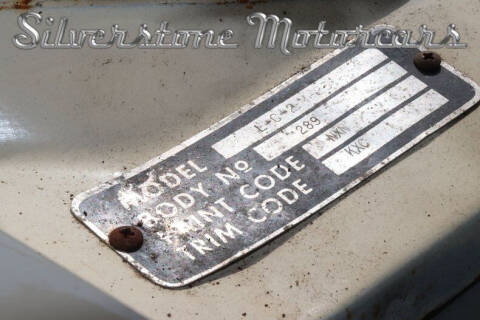 Silverstone Motorcars
MODEL
BODY Nº 289
PAINT CODE
TRIM CODE KXC